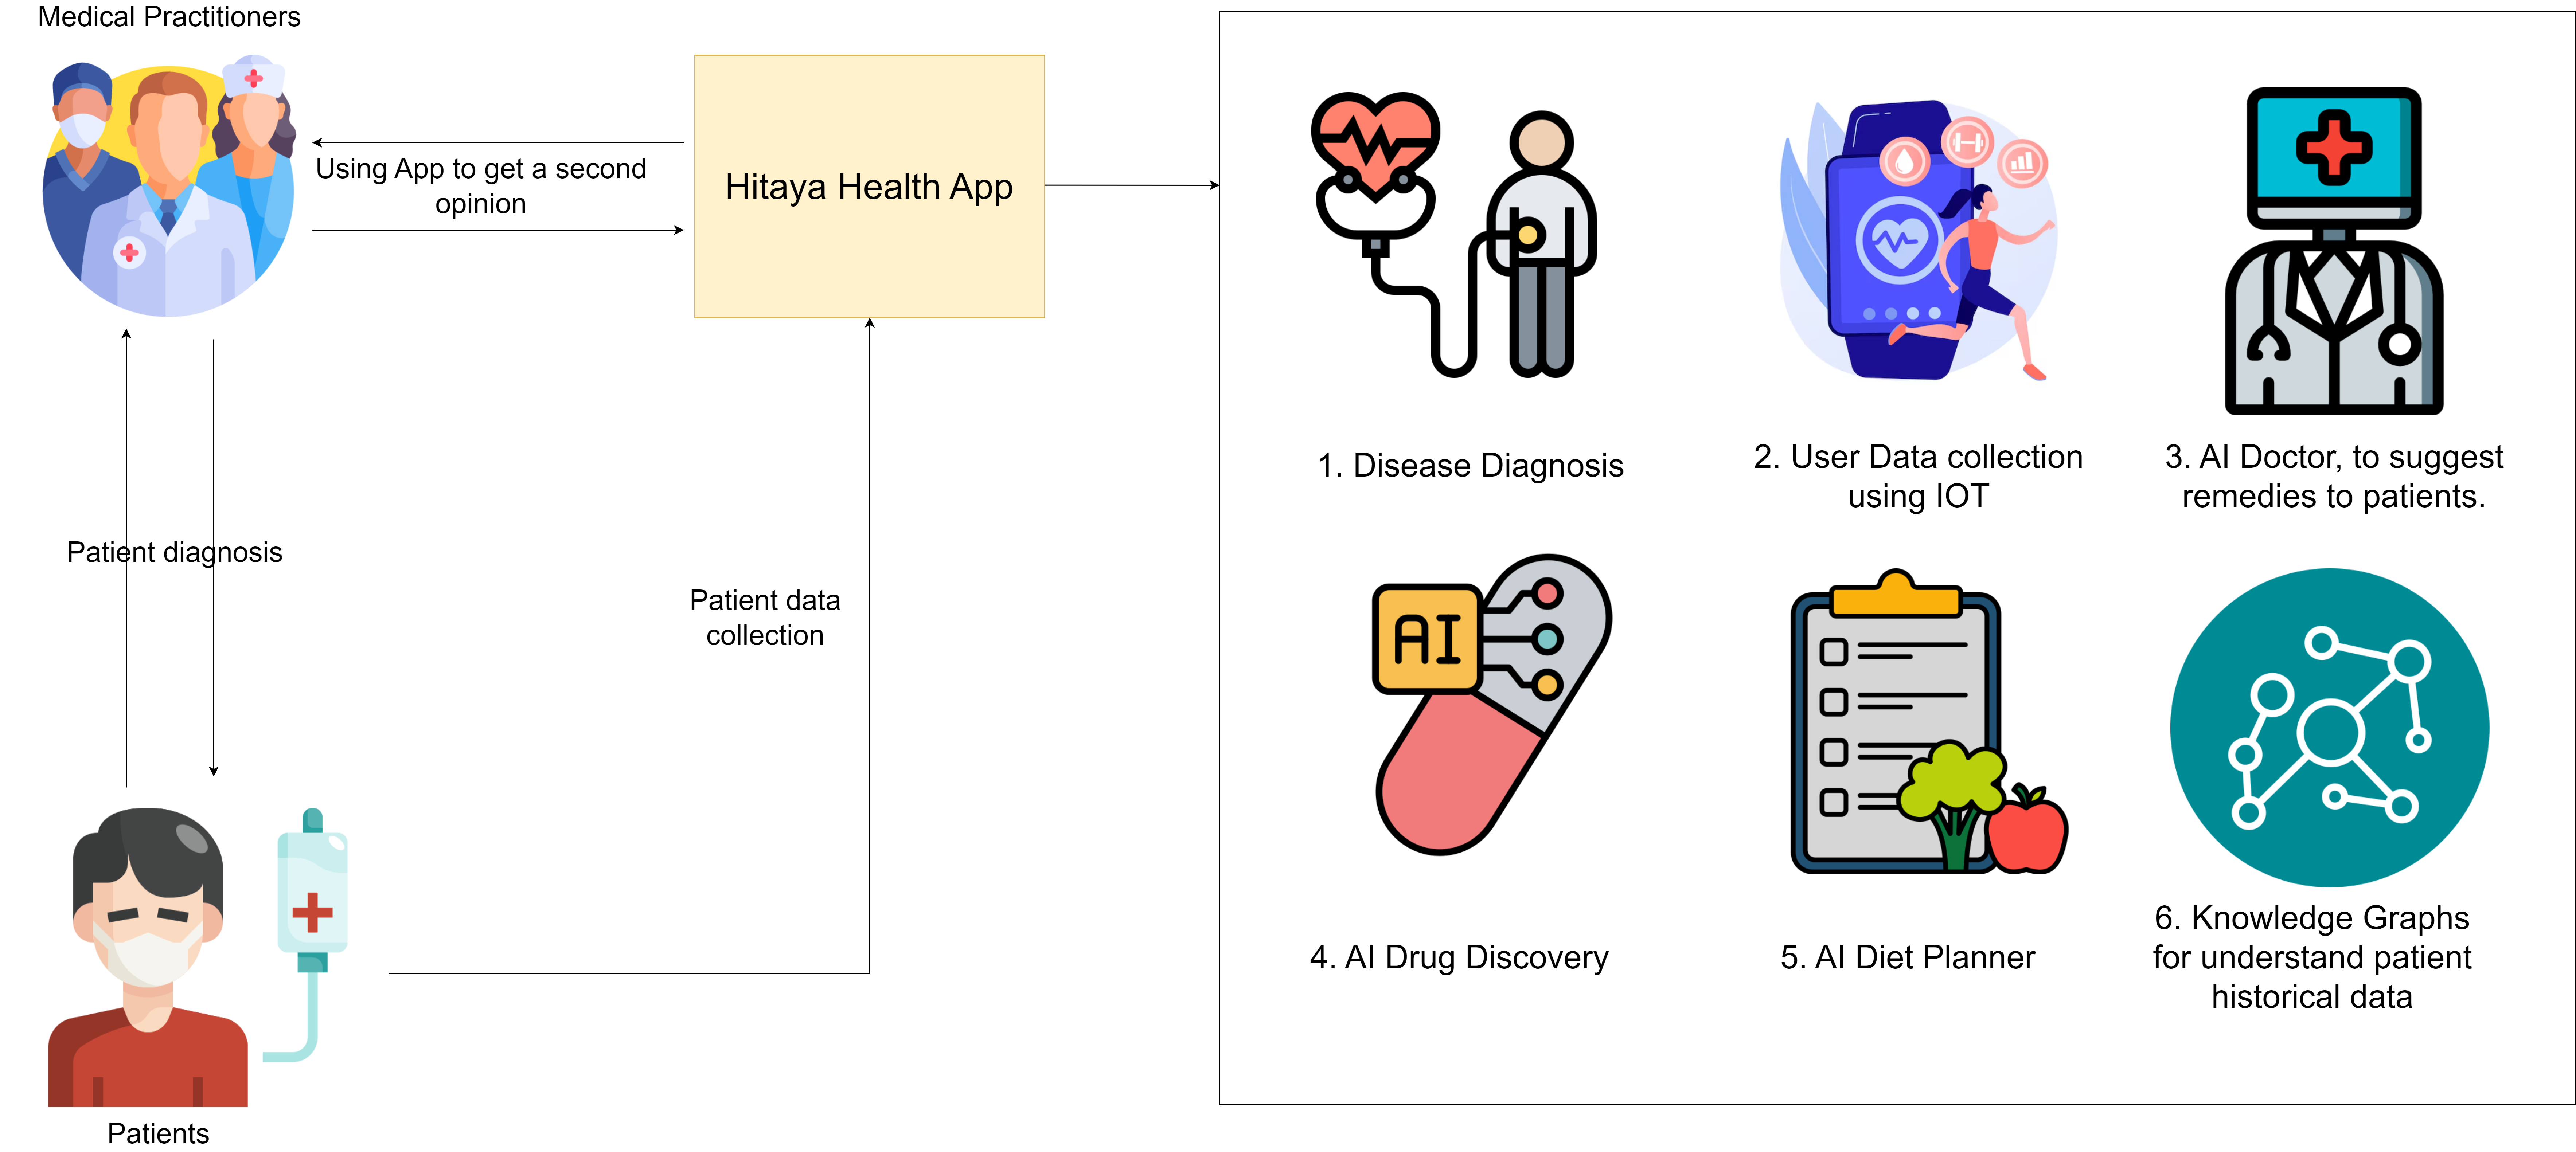 Medical Practitioners
Using App to get a second
opinion
Hitaya Health App
Patient diagnosis
Patient data
collection
Patients
1. Disease Diagnosis
2. User Data collection
using IOT
3. AI Doctor, to suggest
remedies to patients.
AI
4. AI Drug Discovery
5. AI Diet Planner
6. Knowledge Graphs
for understand patient
historical data